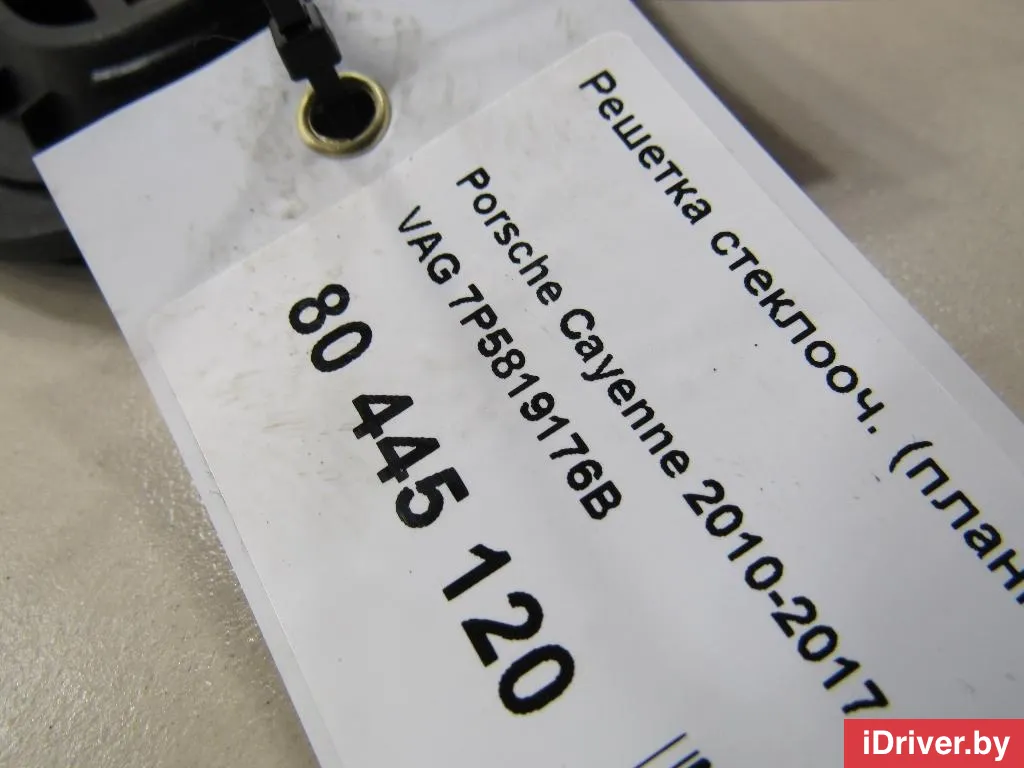 Решетка стеклооч. (план
Porsche Cayenne 2010-2017
VAG 7P5819176B
80 445 120
iDriver.by